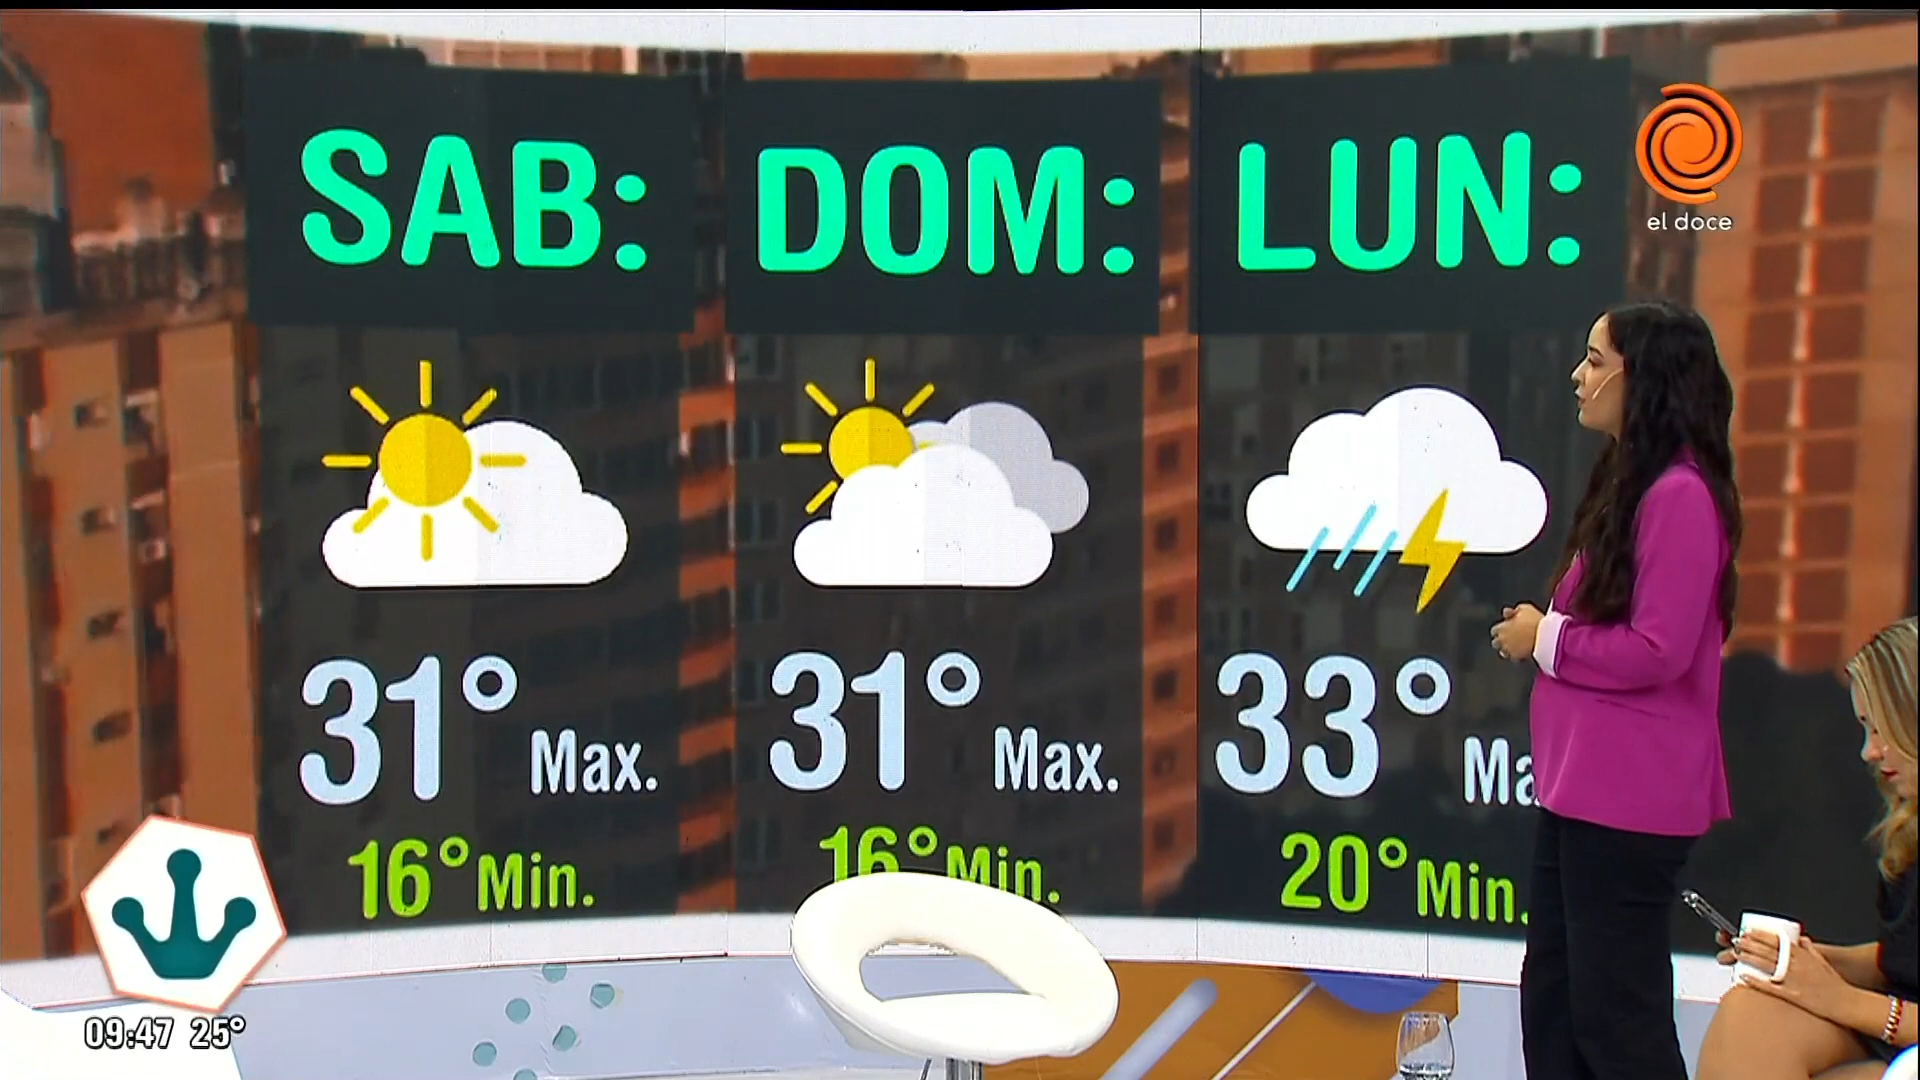 SAB:
DOM:
LUN:
el doce
31° Max.
31° Max.
33°
16° Min.
16° Min.
20° Min.
09:47 25°